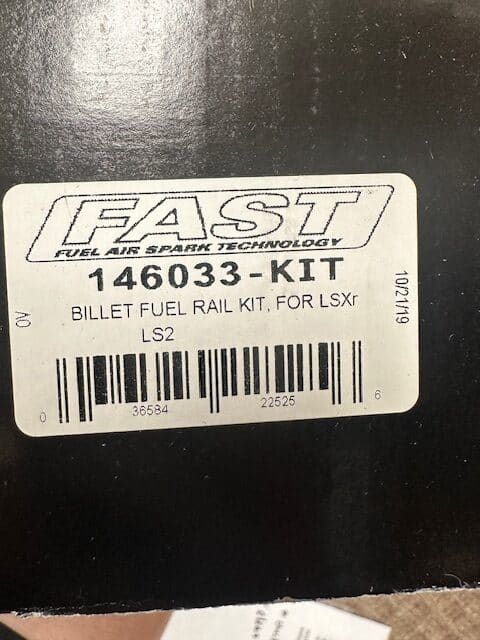 FAST
FUEL AIR SPARK TECHNOLOGY
146033-KIT
BILLET FUEL RAIL KIT, FOR LSXr
LS2
10/21/19
0 36584 22525 6